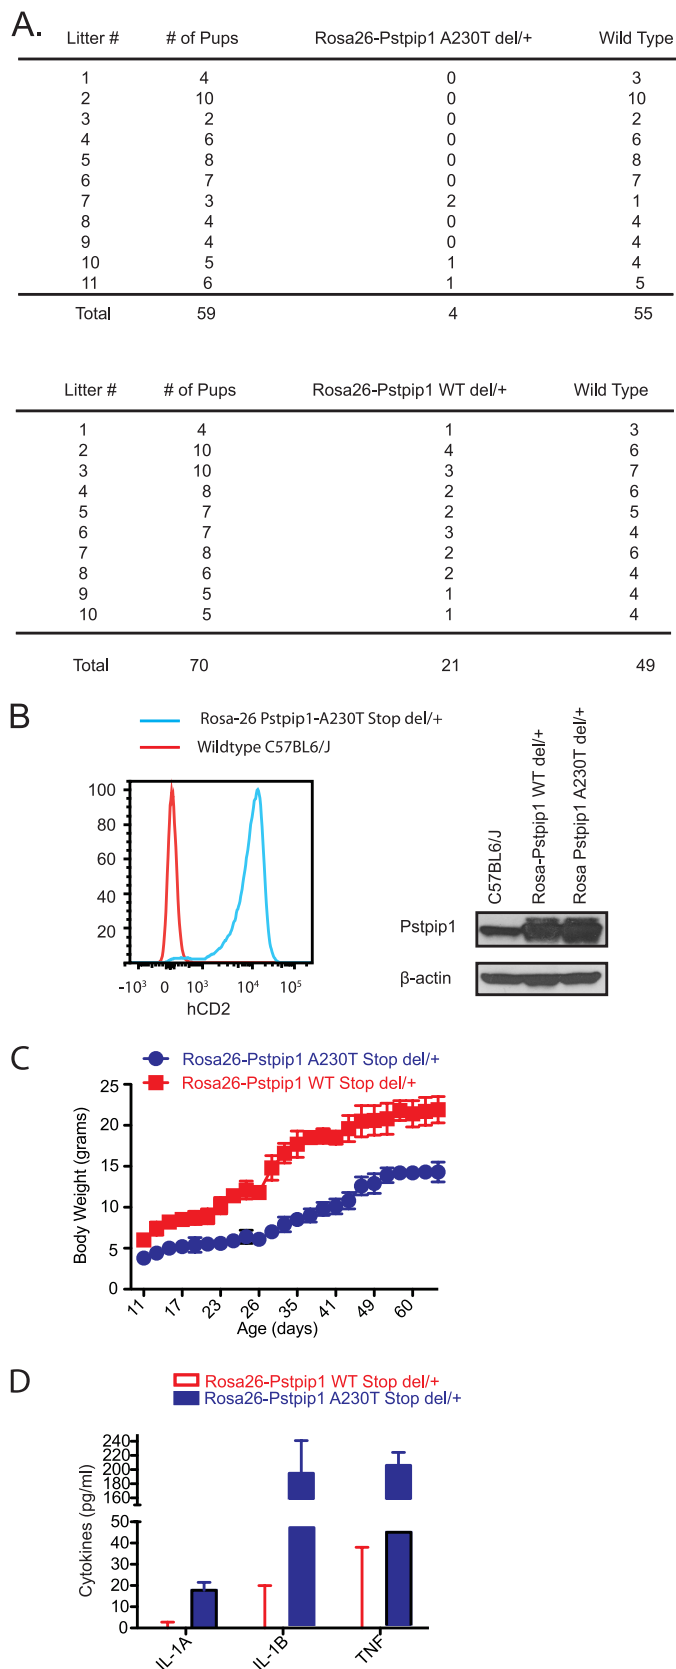 A.
Litter # # of Pups Rosa26-Pstpip1 A230T del/+ Wild Type
1 4 0 3
2 10 0 10
3 2 0 2
4 6 0 6
5 8 0 8
6 7 0 7
7 3 2 1
8 4 0 4
9 4 0 4
10 5 1 4
11 6 1 5
Total 59 4 55
Litter # # of Pups Rosa26-Pstpip1 WT del/+ Wild Type
1 4 1 3
2 10 4 6
3 10 3 7
4 8 2 6
5 7 2 5
6 7 3 4
7 8 2 6
8 6 2 4
9 5 1 4
10 5 1 4
Total 70 21 49
B
Rosa-26 Pstpip1-A230T Stop del/+
Wildtype C57BL6/J
100
80
60
40
20
-10³ 0 10³ 10⁴ 10⁵
hCD2
C57BL6/J
Rosa-Pstpip1 WT del/+
Rosa Pstpip1 A230T del/+
Pstpip1
β-actin
C
Rosa26-Pstpip1 A230T Stop del/+
Rosa26-Pstpip1 WT Stop del/+
Body Weight (grams)
25
20
15
10
5
0
11 17 23 26 35 41 49 60
Age (days)
D
Rosa26-Pstpip1 WT Stop del/+
Rosa26-Pstpip1 A230T Stop del/+
Cytokines (pg/ml)
240
220
200
180
160
50
40
30
20
10
0
IL-1A IL-1B TNF